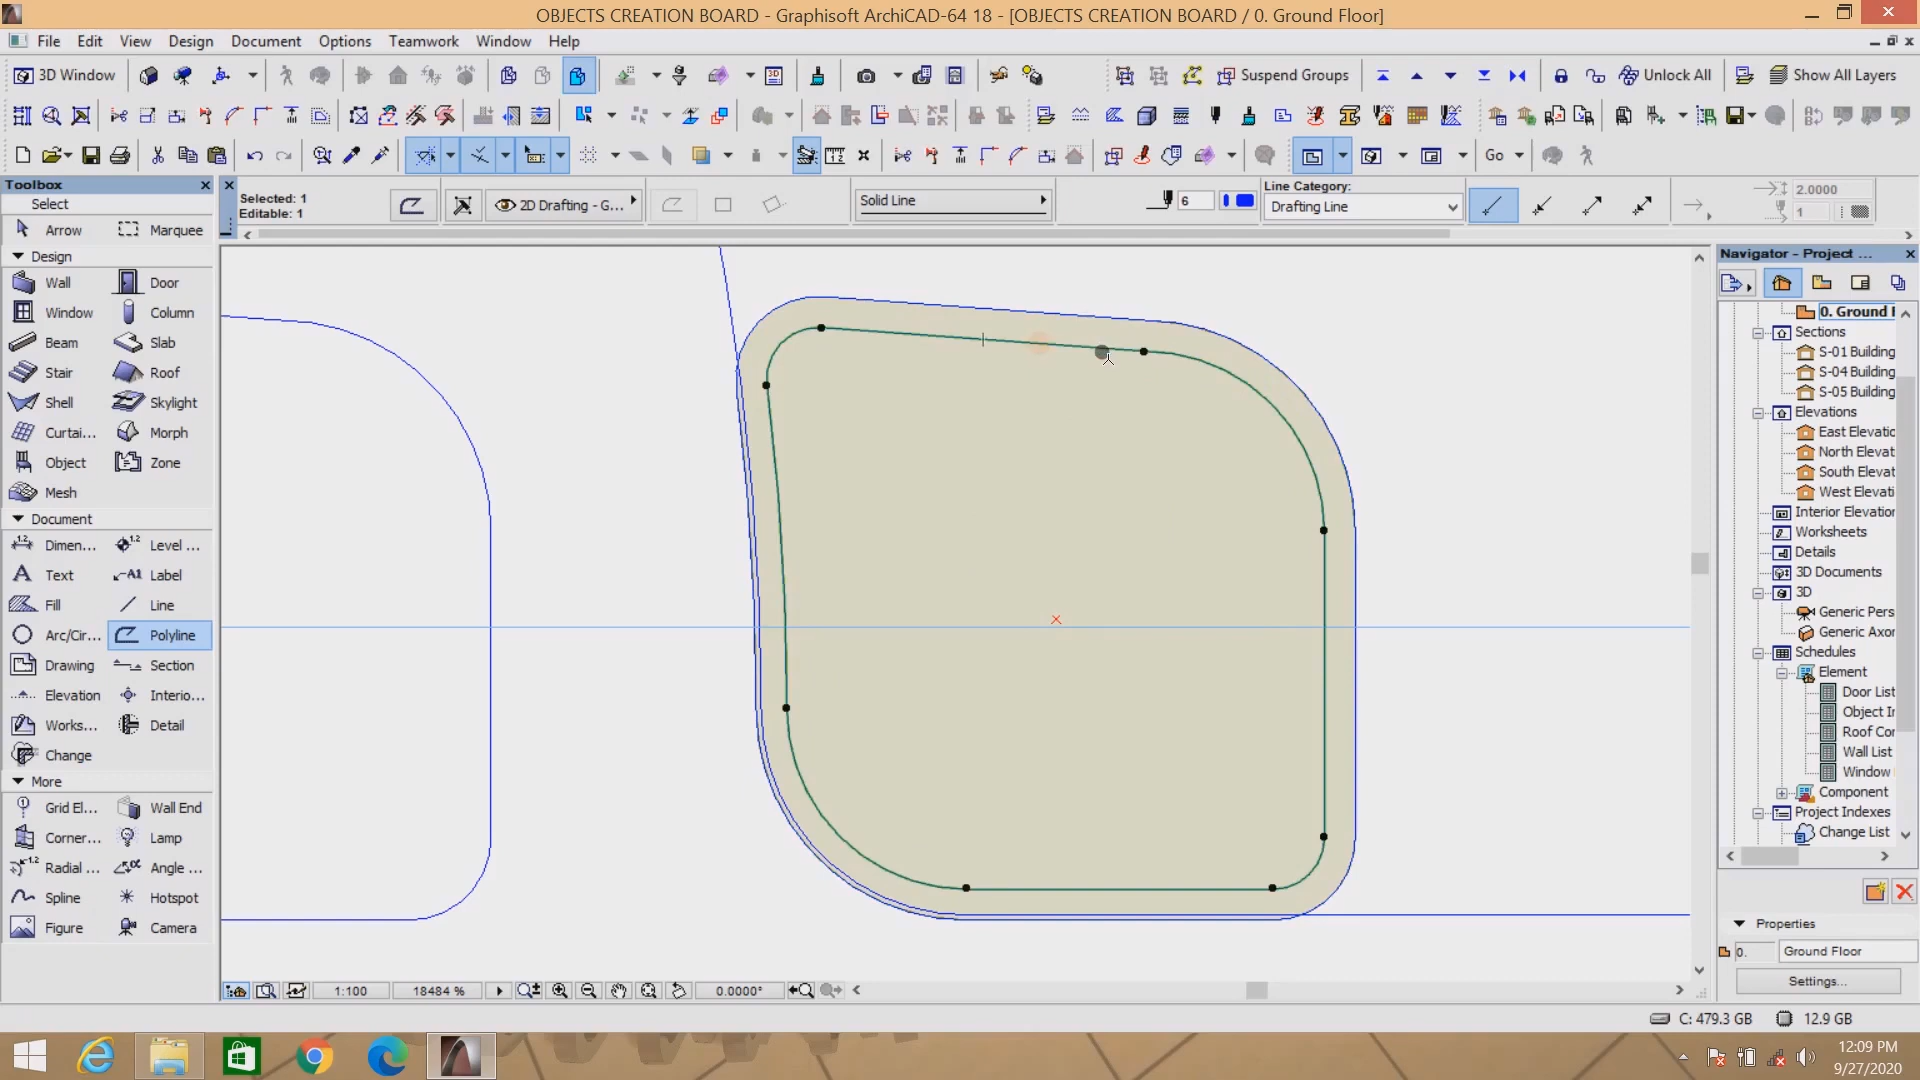 OBJECTS CREATION BOARD - Graphisoft ArchiCAD-64 18 - [OBJECTS CREATION BOARD / 0. Ground Floor]
File Edit View Design Document Options Teamwork Window Help
3D Window Suspend Groups Unlock All Show All Layers
Go
Toolbox
Select
Arrow Marquee
Design
Wall Door
Window Column
Beam Slab
Stair Roof
Shell Skylight
Curtai... Morph
Object Zone
Mesh
Document
Dimen... Level ...
Text Label
Fill Line
Arc/Cir... Polyline
Drawing Section
Elevation Interio...
Works... Detail
Change
More
Grid El... Wall End
Corner... Lamp
Radial ... Angle ...
Spline Hotspot
Figure Camera
Selected: 1
Editable: 1
2D Drafting - G...
Solid Line
6
Line Category:
Drafting Line
2.0000
1
Navigator - Project ...
0. Ground F
Sections
S-01 Building
S-04 Building
S-05 Building
Elevations
East Elevatic
North Elevat
South Elevat
West Elevati
Interior Elevation
Worksheets
Details
3D Documents
3D
Generic Pers
Generic Axor
Schedules
Element
Door List
Object In
Roof Cor
Wall List
Window
Component
Project Indexes
Change List
Properties
0. Ground Floor
Settings...
1:100 18484 % 0.0000°
C: 479.3 GB 12.9 GB
12:09 PM
9/27/2020